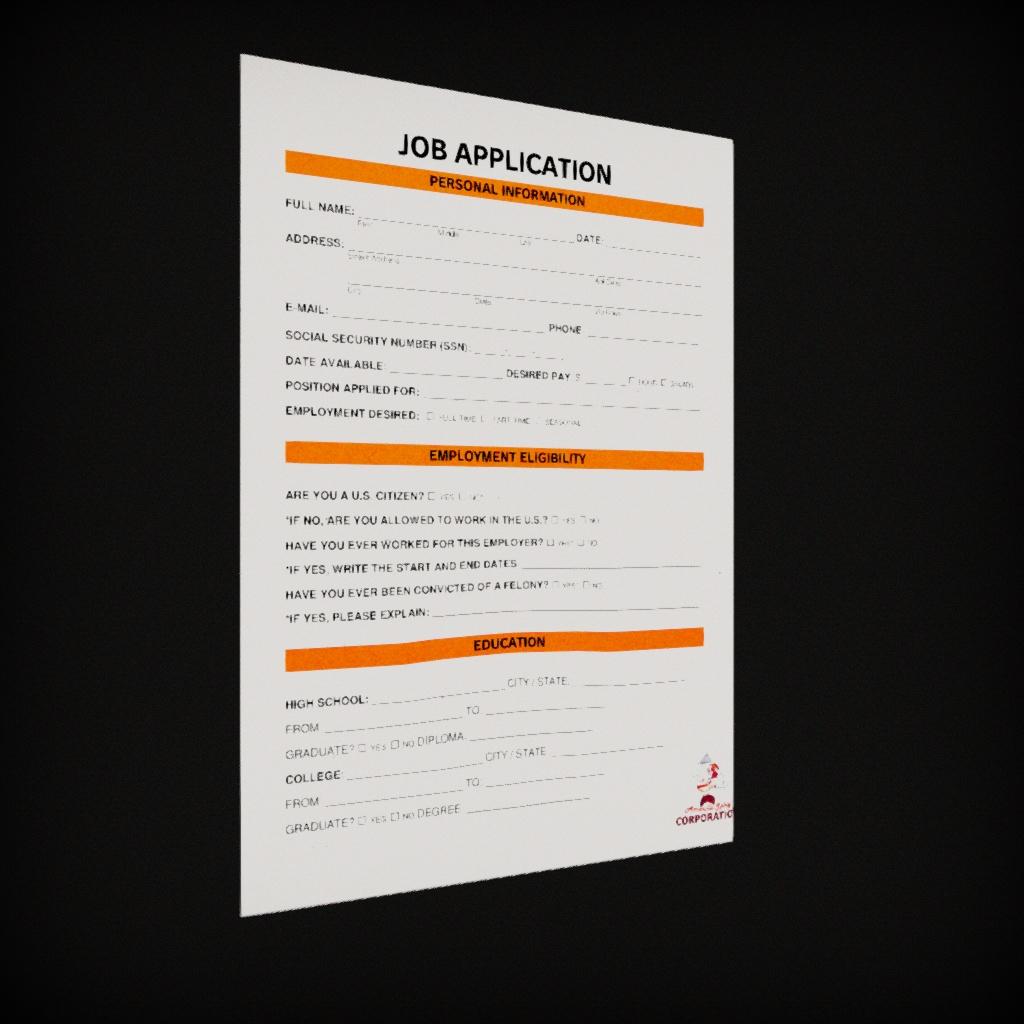 JOB APPLICATION
PERSONAL INFORMATION
FULL NAME: DATE:
First Middle Last
ADDRESS:
Street Address
City State Zip Code
E-MAIL: PHONE
SOCIAL SECURITY NUMBER (SSN): - -
DATE AVAILABLE: DESIRED PAY $ ☐ HOUR ☐ SALARY
POSITION APPLIED FOR:
EMPLOYMENT DESIRED: ☐ FULL TIME ☐ PART TIME ☐ SEASONAL
EMPLOYMENT ELIGIBILITY
ARE YOU A U.S. CITIZEN? ☐ YES ☐ NO
*IF NO, ARE YOU ALLOWED TO WORK IN THE U.S.? ☐ YES ☐ NO
HAVE YOU EVER WORKED FOR THIS EMPLOYER? ☐ YES ☐ NO
*IF YES, WRITE THE START AND END DATES
HAVE YOU EVER BEEN CONVICTED OF A FELONY? ☐ YES ☐ NO
*IF YES, PLEASE EXPLAIN:
EDUCATION
HIGH SCHOOL: CITY / STATE:
FROM TO
GRADUATE? ☐ YES ☐ NO DIPLOMA:
COLLEGE: CITY / STATE
FROM TO:
GRADUATE? ☐ YES ☐ NO DEGREE
CORPORATIO